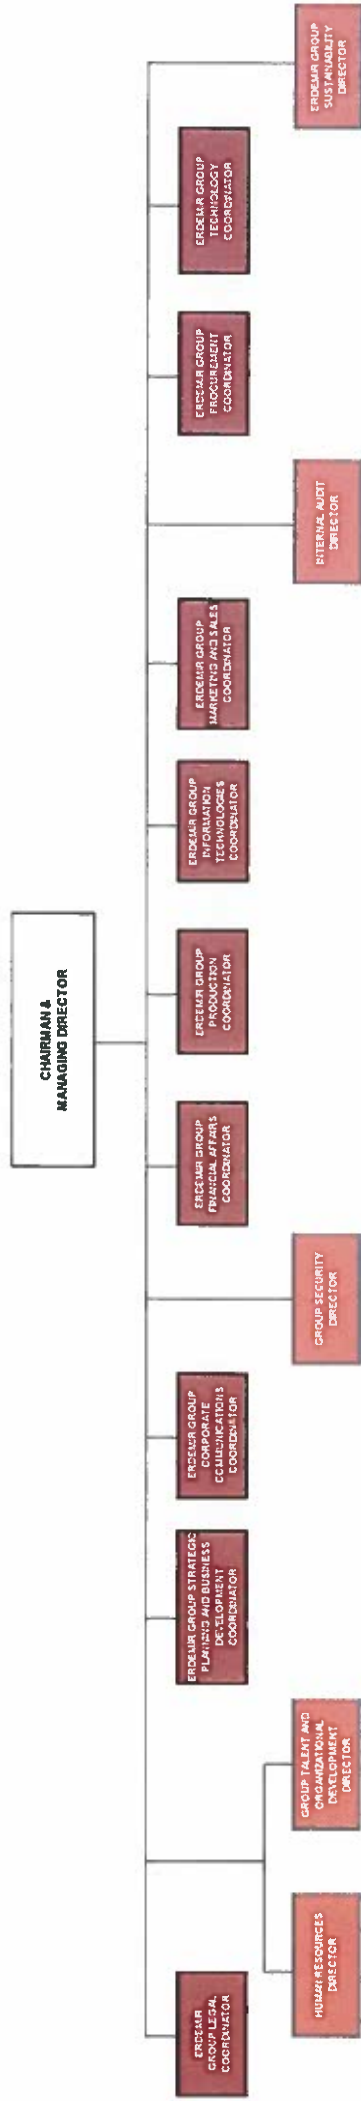 CHAIRMAN &
MANAGING DIRECTOR
ERDEMIR
GROUP LEGAL
COORDINATOR
HUMAN RESOURCES
DIRECTOR
GROUP TALENT AND
ORGANIZATIONAL
DEVELOPMENT
DIRECTOR
ERDEMIR GROUP STRATEGIC
PLANNING AND BUSINESS
DEVELOPMENT
COORDINATOR
ERDEMIR GROUP
CORPORATE
COMMUNICATIONS
COORDINATOR
GROUP SECURITY
DIRECTOR
ERDEMIR GROUP
FINANCIAL AFFAIRS
COORDINATOR
ERDEMIR GROUP
PRODUCTION
COORDINATOR
ERDEMIR GROUP
INFORMATION
TECHNOLOGIES
COORDINATOR
ERDEMIR GROUP
MARKETING AND SALES
COORDINATOR
INTERNAL AUDIT
DIRECTOR
ERDEMIR GROUP
PROCUREMENT
COORDINATOR
ERDEMIR GROUP
TECHNOLOGY
COORDINATOR
ERDEMIR GROUP
SUSTAINABILITY
DIRECTOR